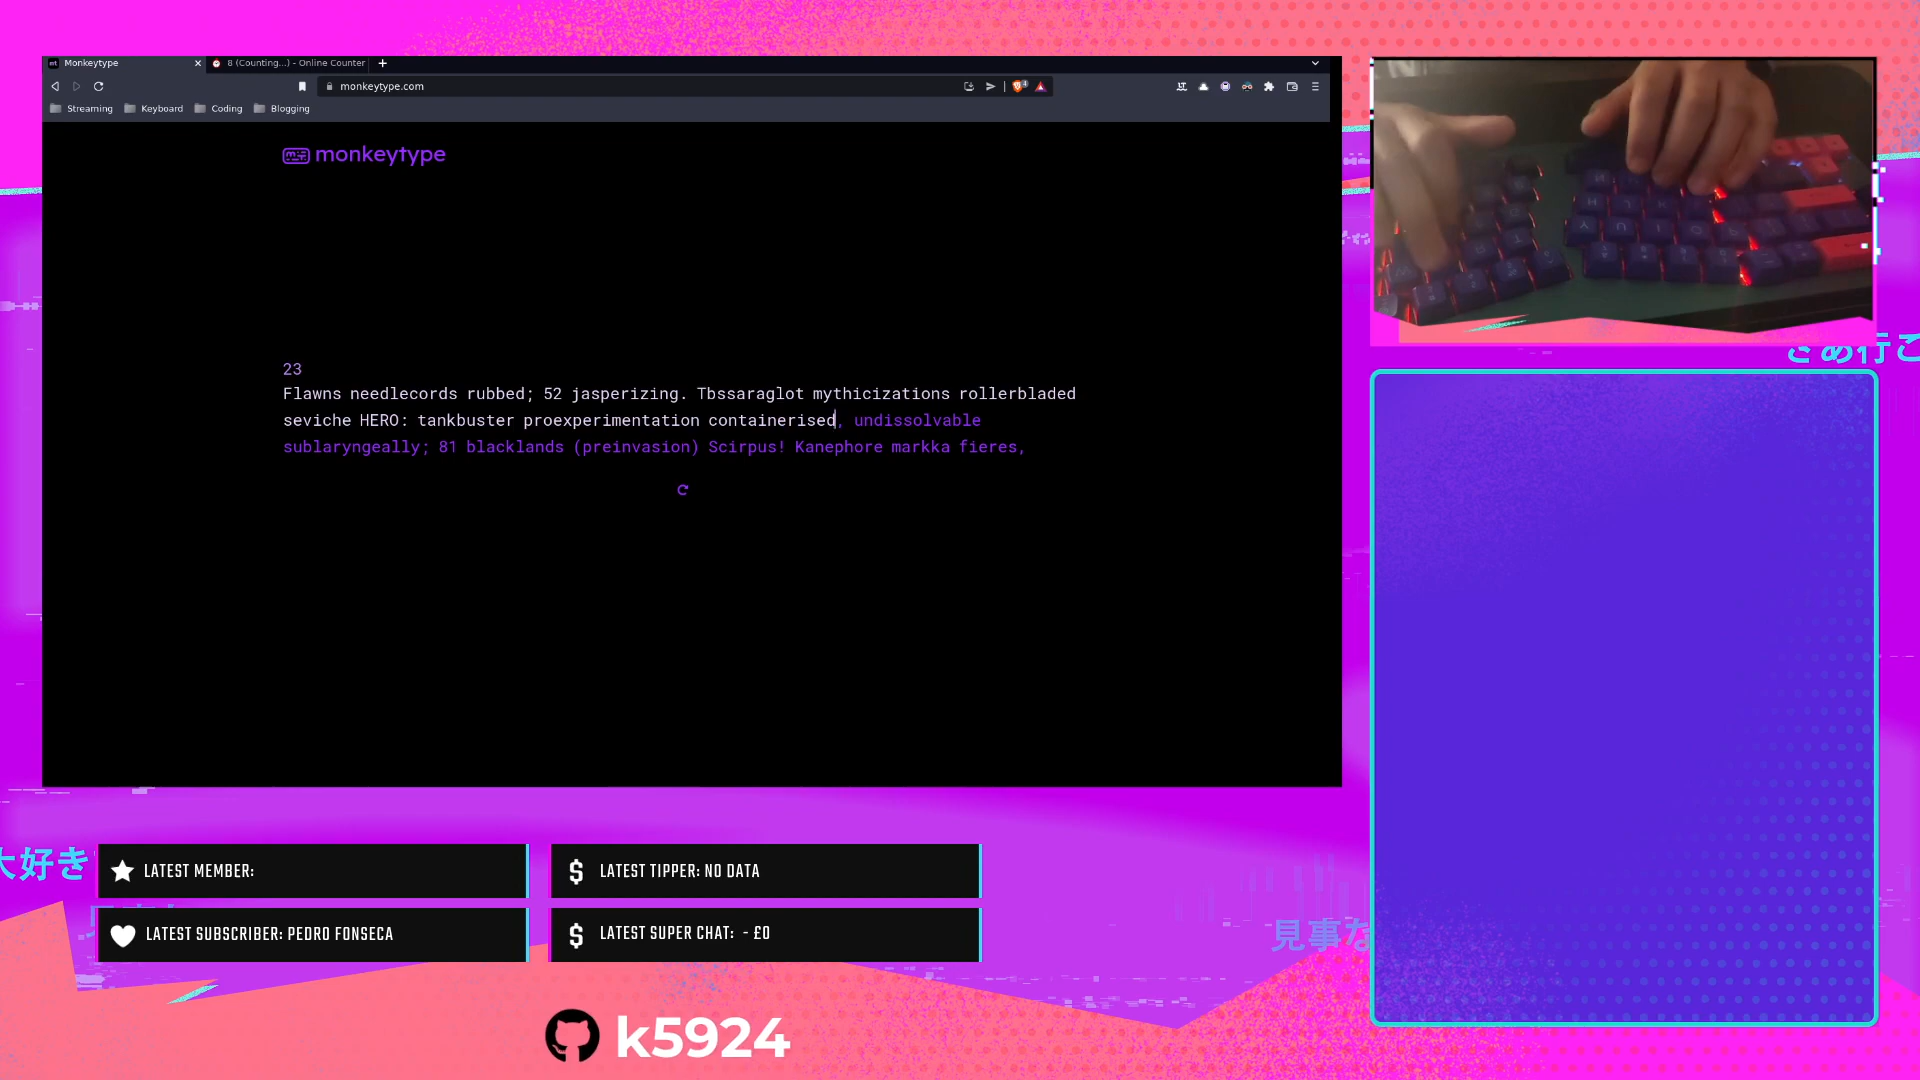 Monkeytype
8 (Counting...) - Online Counter
monkeytype.com
Streaming
Keyboard
Coding
Blogging
monkeytype
23
Flawns needlecords rubbed; 52 jasperizing. Tbssaraglot mythicizations rollerbladed
seviche HERO: tankbuster proexperimentation containerised, undissolvable
sublaryngeally; 81 blacklands (preinvasion) Scirpus! Kanephore markka fieres,
大好き
LATEST MEMBER:
LATEST TIPPER: NO DATA
LATEST SUBSCRIBER: PEDRO FONSECA
LATEST SUPER CHAT: - £0
見事な
k5924